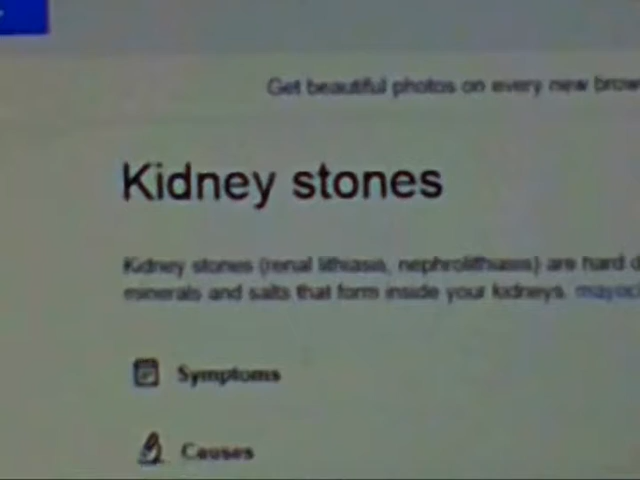 Get beautiful photos on every new brow
Kidney stones
Kidney stones (renal lithiasis, nephrolithiasis) are hard d
minerals and salts that form inside your kidneys. mayocl
Symptoms
Causes